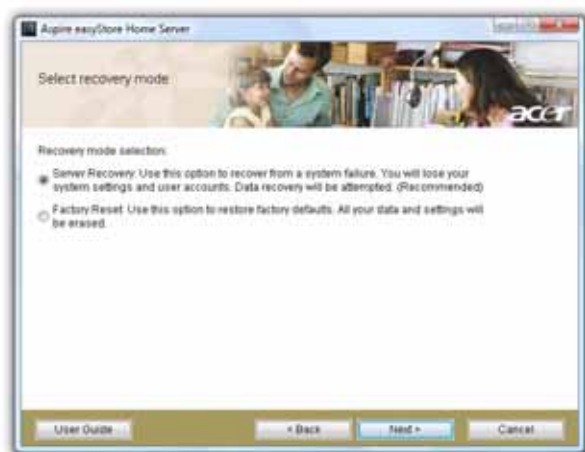 Aspire easyStore Home Server
Select recovery mode
acer
Recovery mode selection:
Server Recovery: Use this option to recover from a system failure. You will lose your
system settings and user accounts. Data recovery will be attempted. (Recommended)
Factory Reset: Use this option to restore factory defaults. All your data and settings will
be erased.
User Guide
< Back
Next >
Cancel